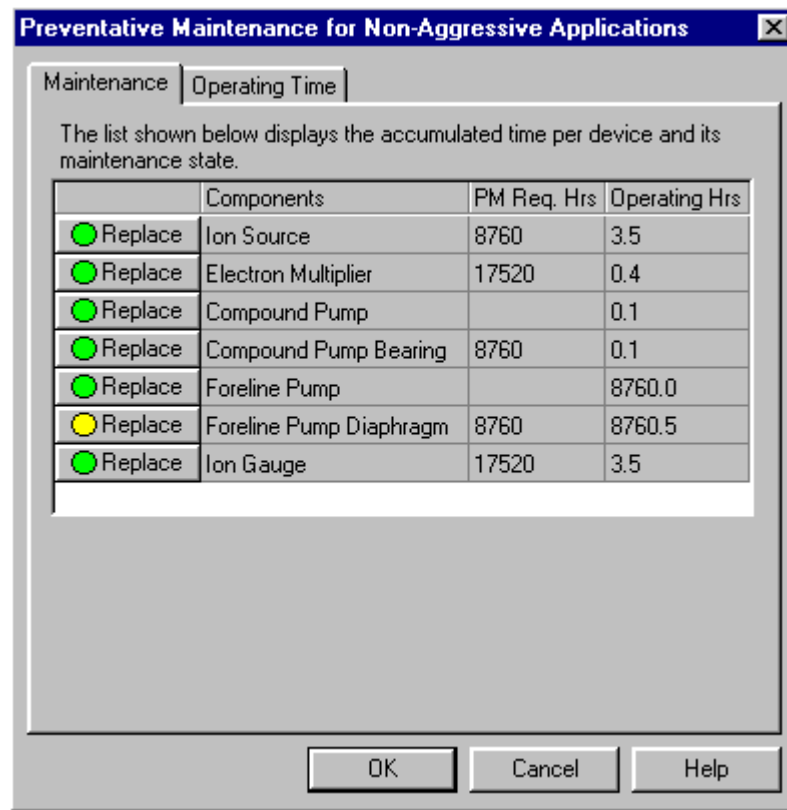 Preventative Maintenance for Non-Aggressive Applications
Maintenance Operating Time
The list shown below displays the accumulated time per device and its
maintenance state.
Components PM Req. Hrs Operating Hrs
Replace Ion Source 8760 3.5
Replace Electron Multiplier 17520 0.4
Replace Compound Pump 0.1
Replace Compound Pump Bearing 8760 0.1
Replace Foreline Pump 8760.0
Replace Foreline Pump Diaphragm 8760 8760.5
Replace Ion Gauge 17520 3.5
OK Cancel Help